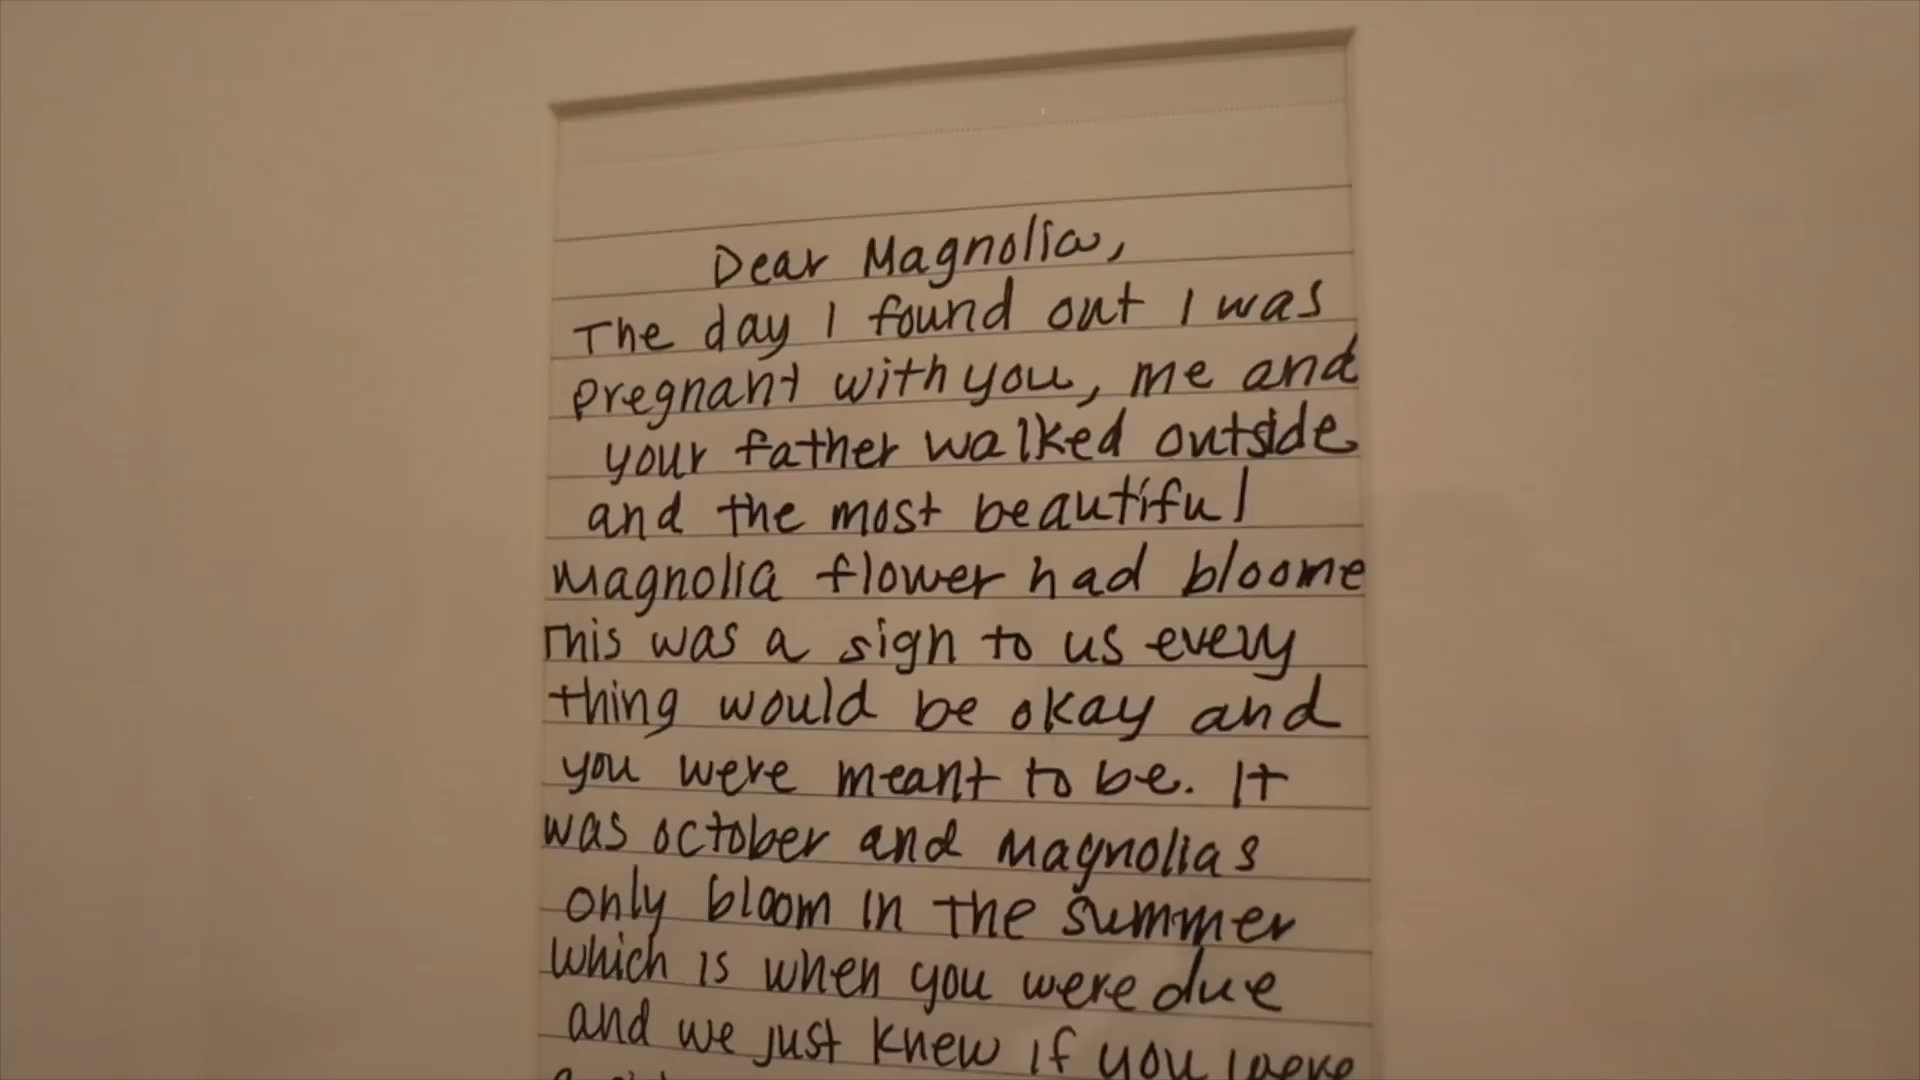 Dear Magnolia,
The day I found out I was
pregnant with you, me and
your father walked outside
and the most beautiful
Magnolia flower had bloome
This was a sign to us every
thing would be okay and
you were meant to be. It
was october and Magnolias
only bloom in the summer
which is when you were due
and we just knew if you were